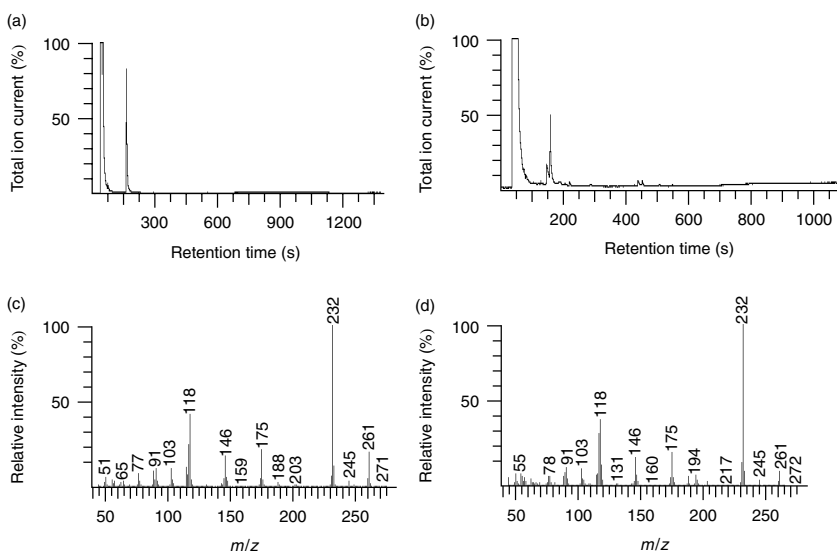 (a)
Total ion current (%)
100
50
300 600 900 1200
Retention time (s)
(b)
Total ion current (%)
100
50
200 400 600 800 1000
Retention time (s)
(c)
Relative intensity (%)
100
50
51 65 77 91 103 118 146 159 175 188 203 232 245 261 271
50 100 150 200 250
m/z
(d)
Relative intensity (%)
100
50
55 78 91 103 118 131 146 160 175 194 217 232 245 261 272
50 100 150 200 250
m/z